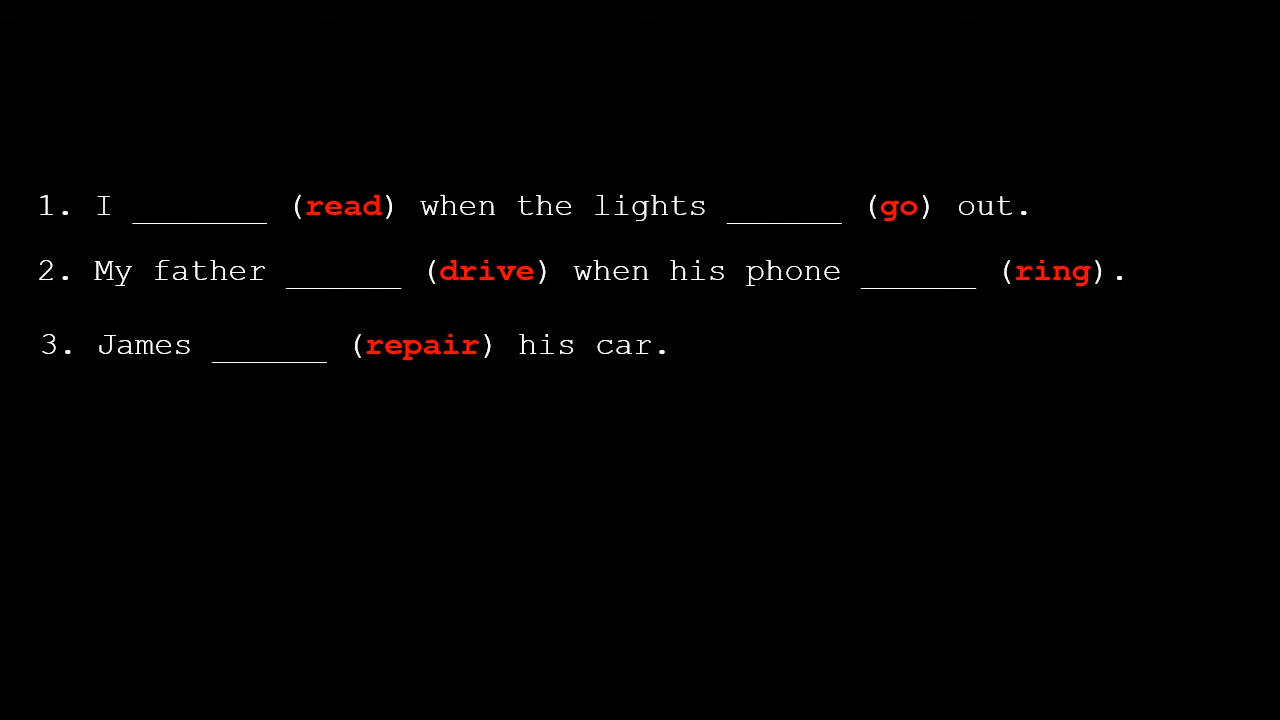 1. I _______ (read) when the lights ______ (go) out.
2. My father ______ (drive) when his phone ______ (ring).
3. James ______ (repair) his car.